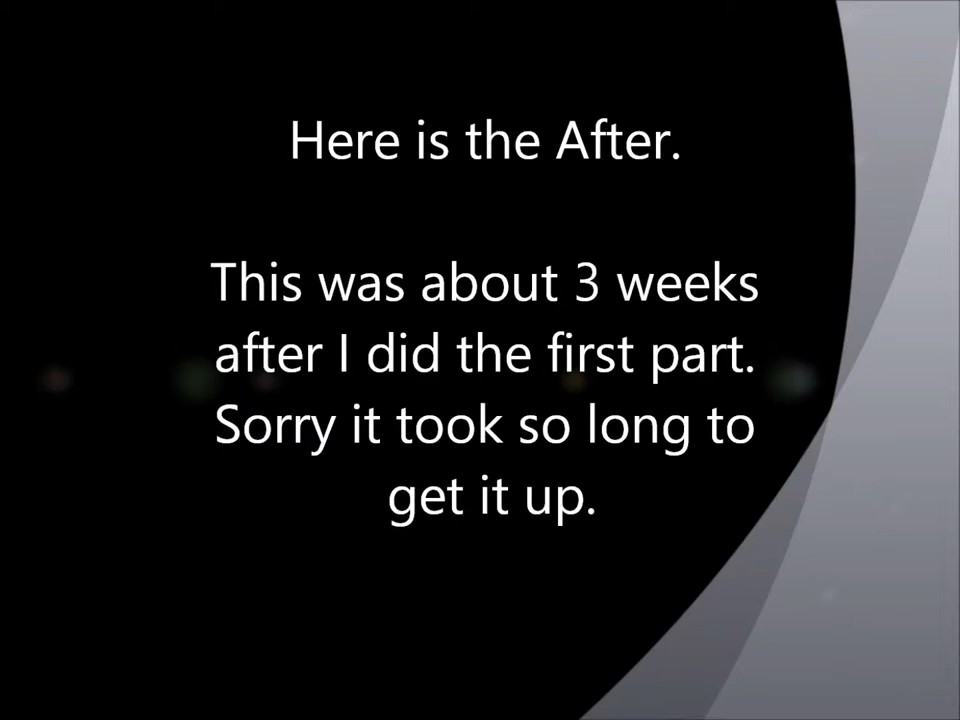 Here is the After.
This was about 3 weeks
after I did the first part.
Sorry it took so long to
get it up.